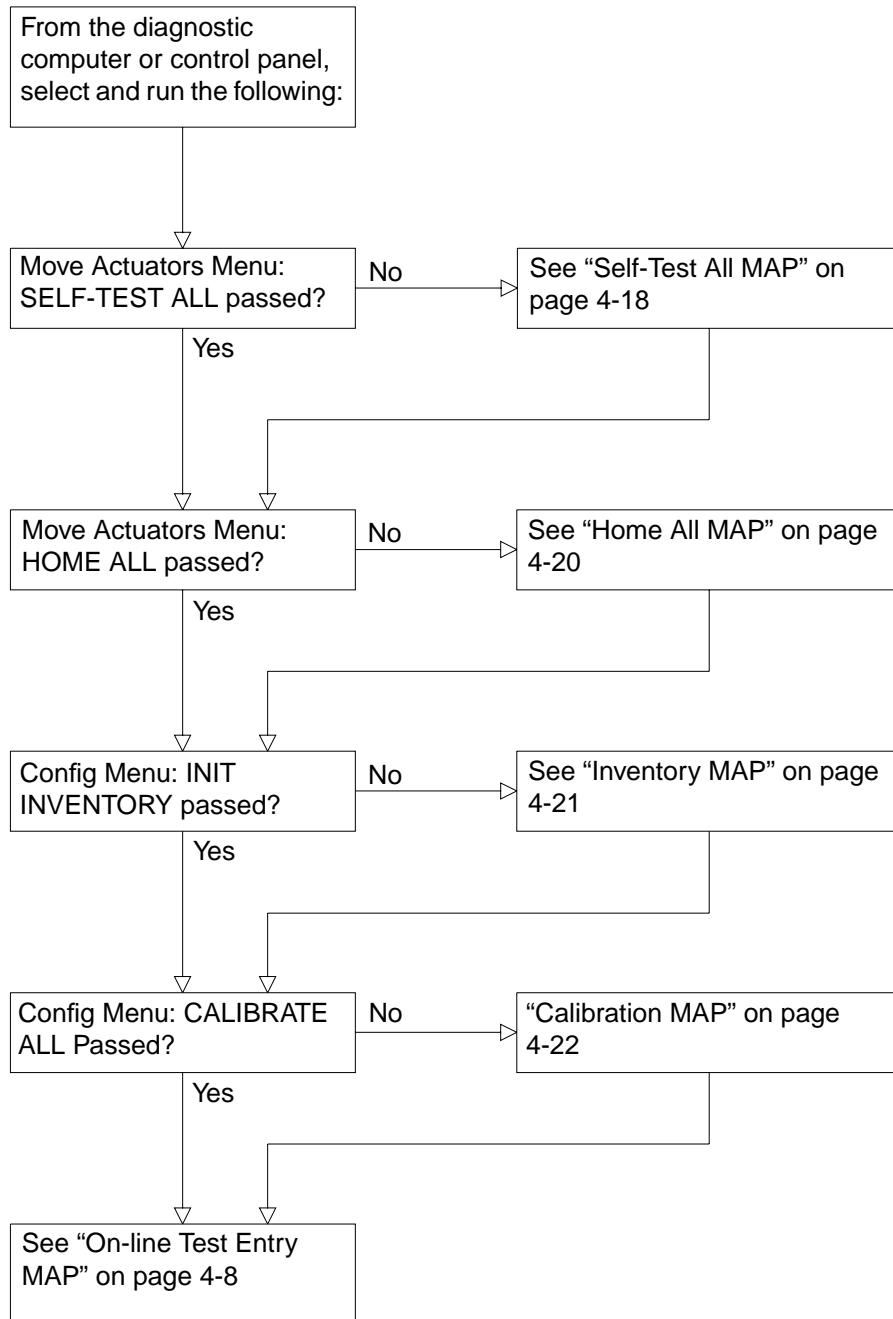 From the diagnostic
computer or control panel,
select and run the following:
Move Actuators Menu:
SELF-TEST ALL passed?
No
See “Self-Test All MAP” on
page 4-18
Yes
Move Actuators Menu:
HOME ALL passed?
No
See “Home All MAP” on page
4-20
Yes
Config Menu: INIT
INVENTORY passed?
No
See “Inventory MAP” on page
4-21
Yes
Config Menu: CALIBRATE
ALL Passed?
No
“Calibration MAP” on page
4-22
Yes
See “On-line Test Entry
MAP” on page 4-8